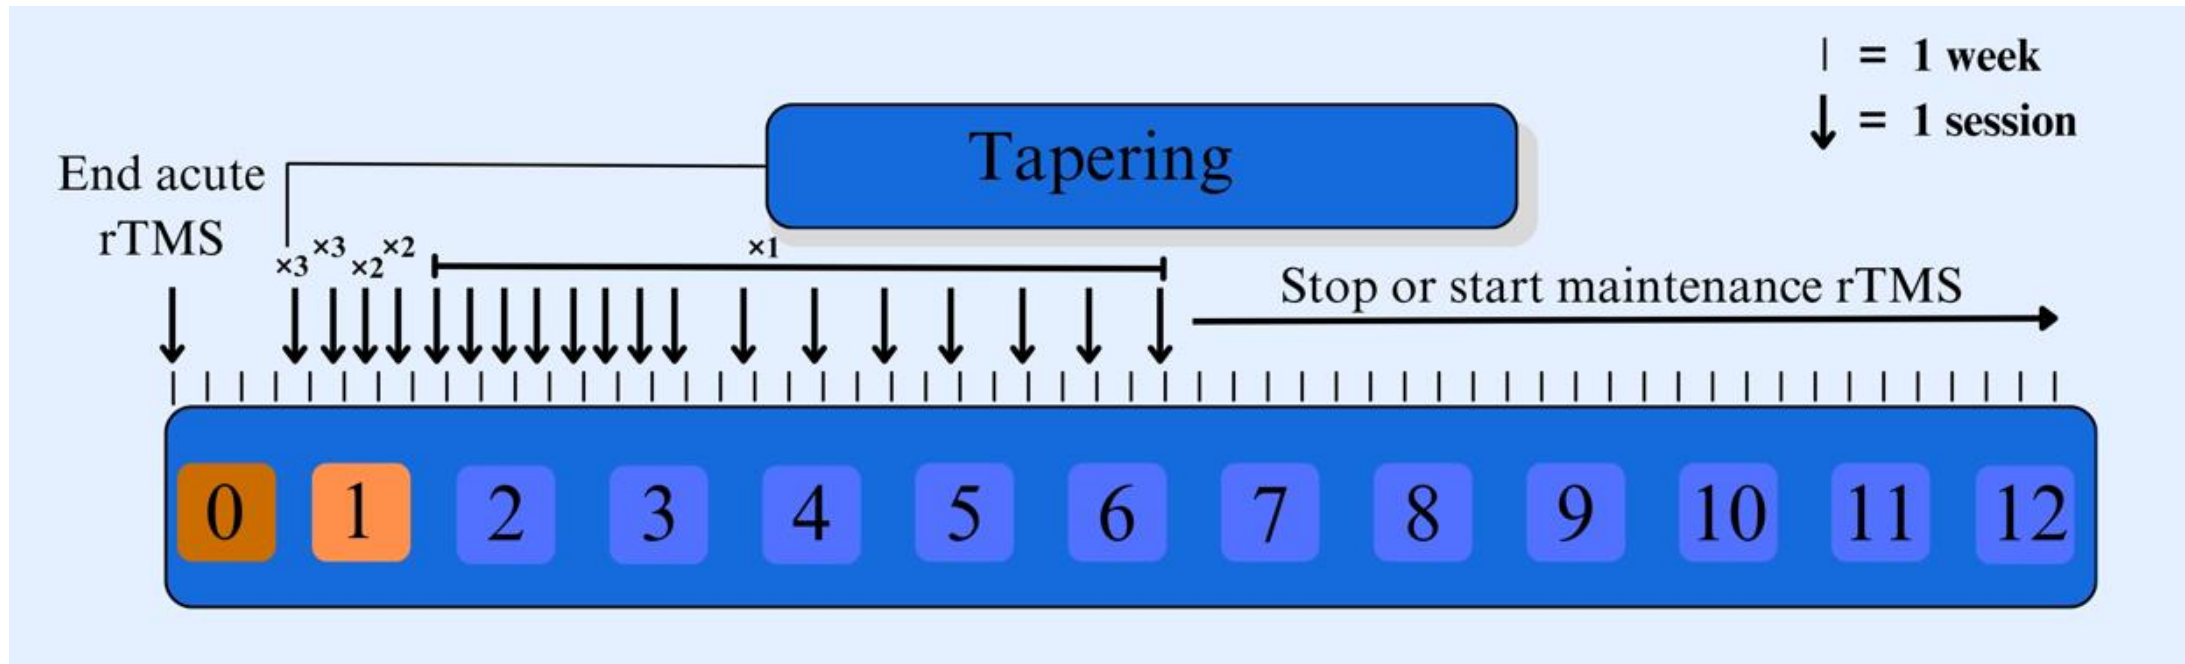 | = 1 week
↓ = 1 session
Tapering
End acute
rTMS
×3 ×3 ×2 ×2
×1
Stop or start maintenance rTMS
0 1 2 3 4 5 6 7 8 9 10 11 12